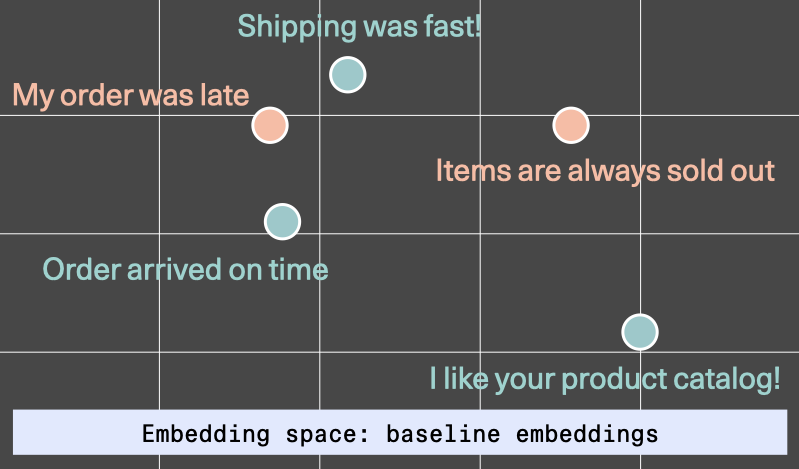 Shipping was fast!
My order was late
Items are always sold out
Order arrived on time
I like your product catalog!
Embedding space: baseline embeddings